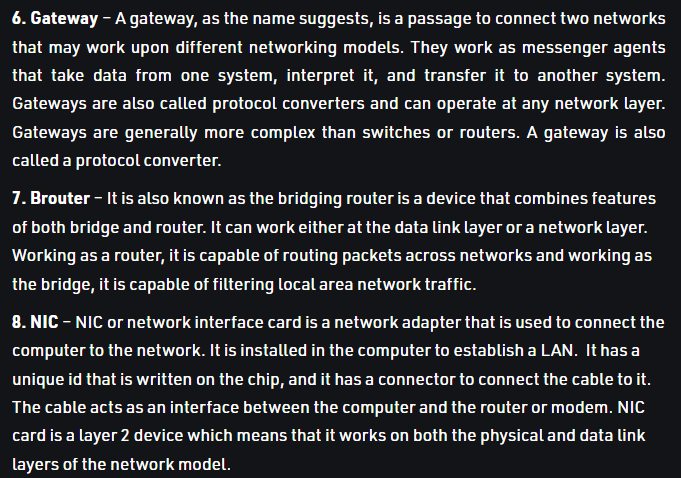 6. Gateway – A gateway, as the name suggests, is a passage to connect two networks
that may work upon different networking models. They work as messenger agents
that take data from one system, interpret it, and transfer it to another system.
Gateways are also called protocol converters and can operate at any network layer.
Gateways are generally more complex than switches or routers. A gateway is also
called a protocol converter.
7. Brouter – It is also known as the bridging router is a device that combines features
of both bridge and router. It can work either at the data link layer or a network layer.
Working as a router, it is capable of routing packets across networks and working as
the bridge, it is capable of filtering local area network traffic.
8. NIC – NIC or network interface card is a network adapter that is used to connect the
computer to the network. It is installed in the computer to establish a LAN.  It has a
unique id that is written on the chip, and it has a connector to connect the cable to it.
The cable acts as an interface between the computer and the router or modem. NIC
card is a layer 2 device which means that it works on both the physical and data link
layers of the network model.